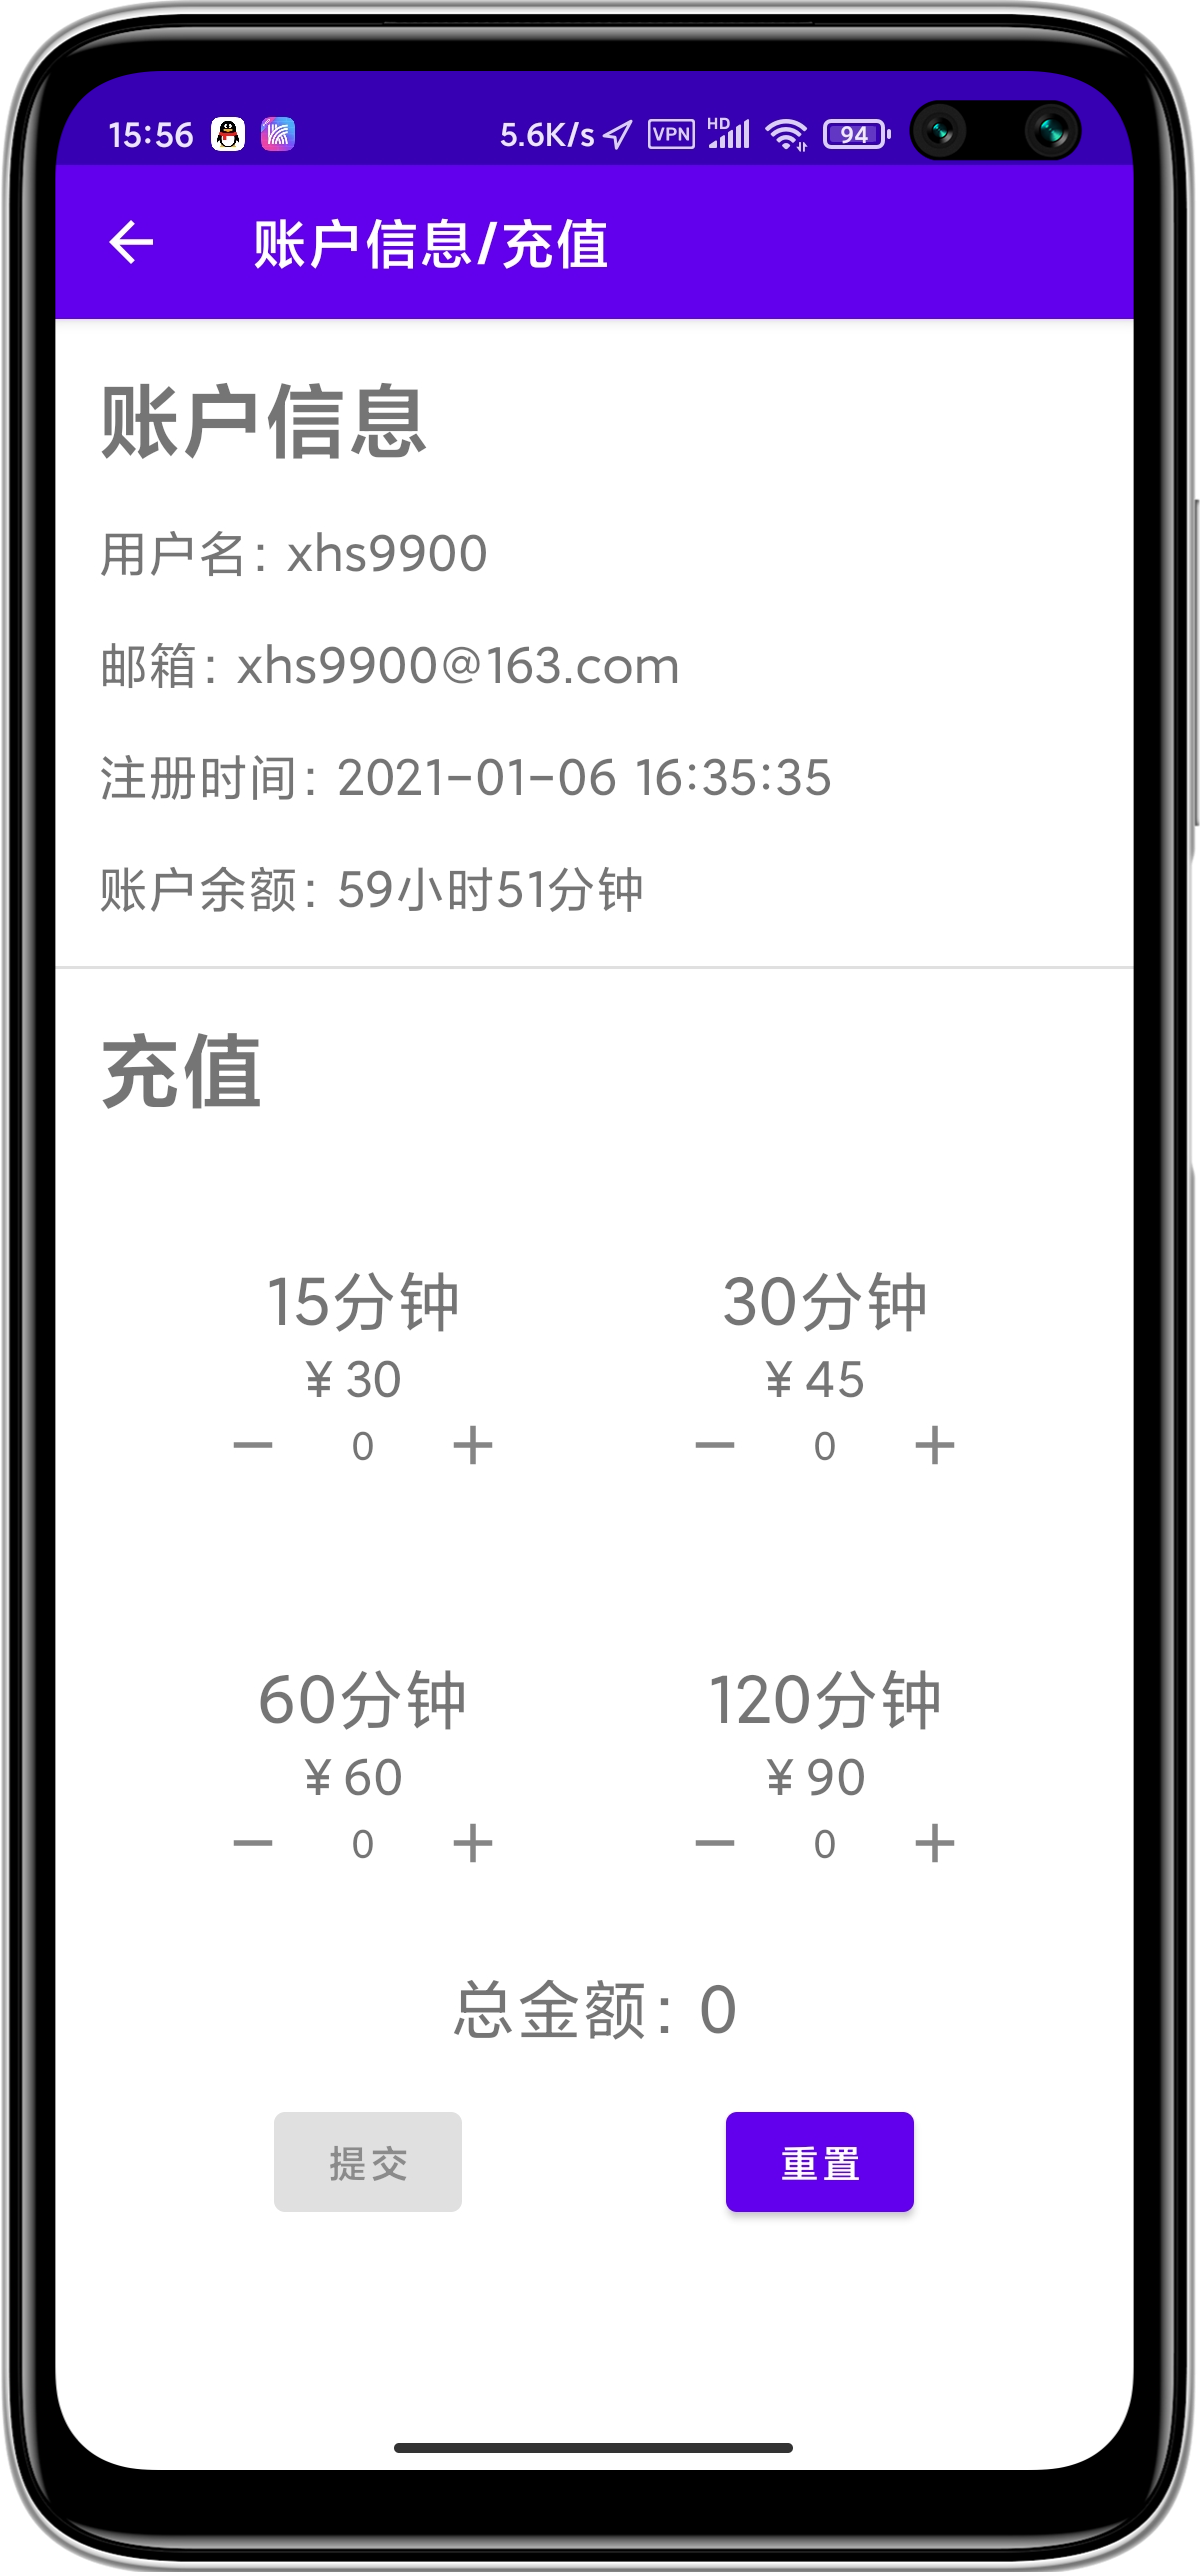 15:56 5.6K/s VPN HD 94
账户信息/充值
账户信息
用户名：xhs9900
邮箱：xhs9900@163.com
注册时间：2021-01-06 16:35:35
账户余额：59小时51分钟
充值
15分钟 30分钟
¥ 30 ¥ 45
— 0 + — 0 +
60分钟 120分钟
¥ 60 ¥ 90
— 0 + — 0 +
总金额：0
提交 重置